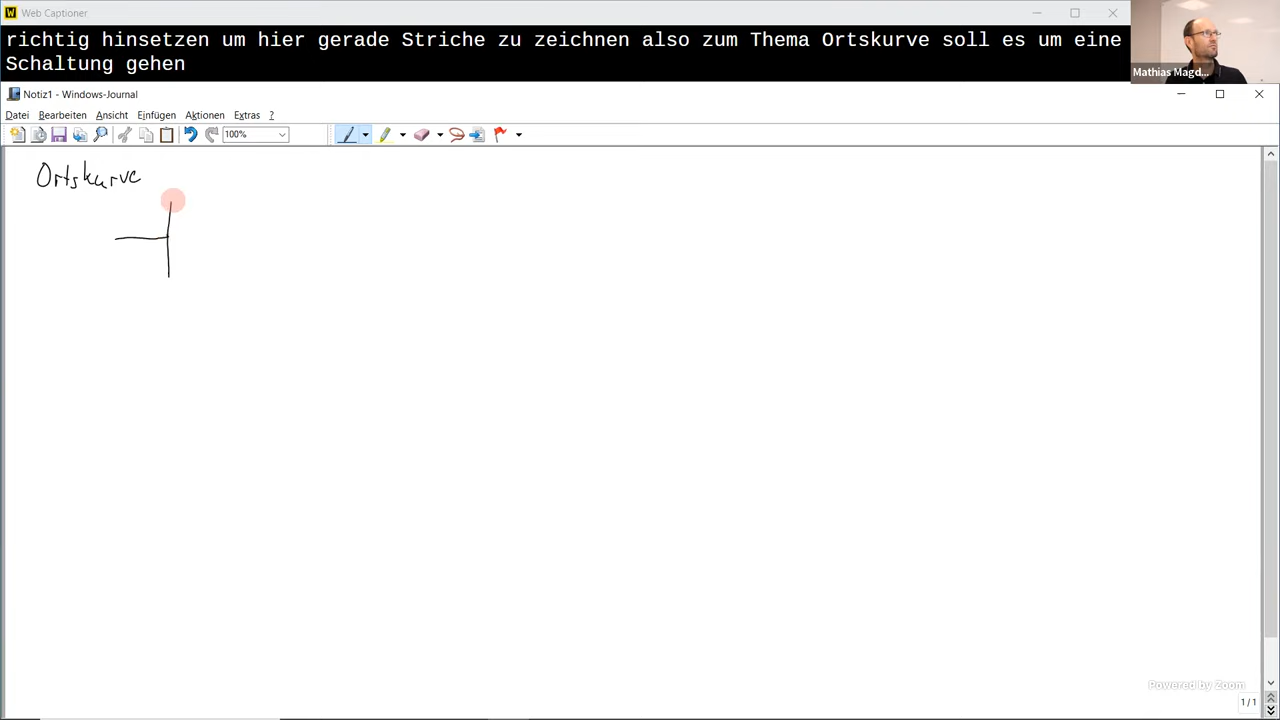 Web Captioner
richtig hinsetzen um hier gerade Striche zu zeichnen also zum Thema Ortskurve soll es um eine
Schaltung gehen
Mathias Magd...
Notiz1 - Windows-Journal
Datei Bearbeiten Ansicht Einfügen Aktionen Extras ?
100%
Ortskurve
Powered by Zoom
1/1